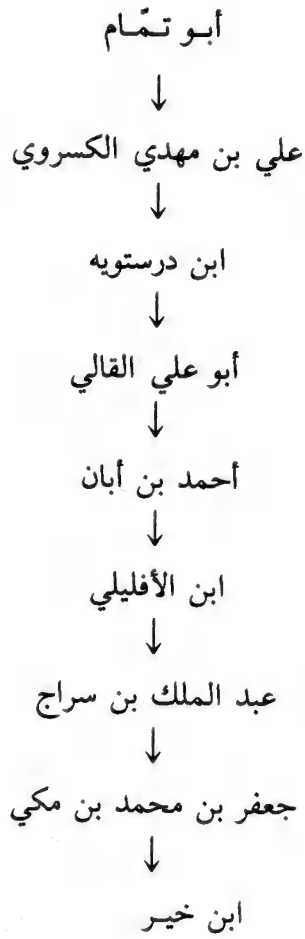 أبو تمّام
↓
علي بن مهدي الكسروي
↓
ابن درستويه
↓
أبو علي القالي
↓
أحمد بن أبان
↓
ابن الأفليلي
↓
عبد الملك بن سراج
↓
جعفر بن محمد بن مكي
↓
ابن خير